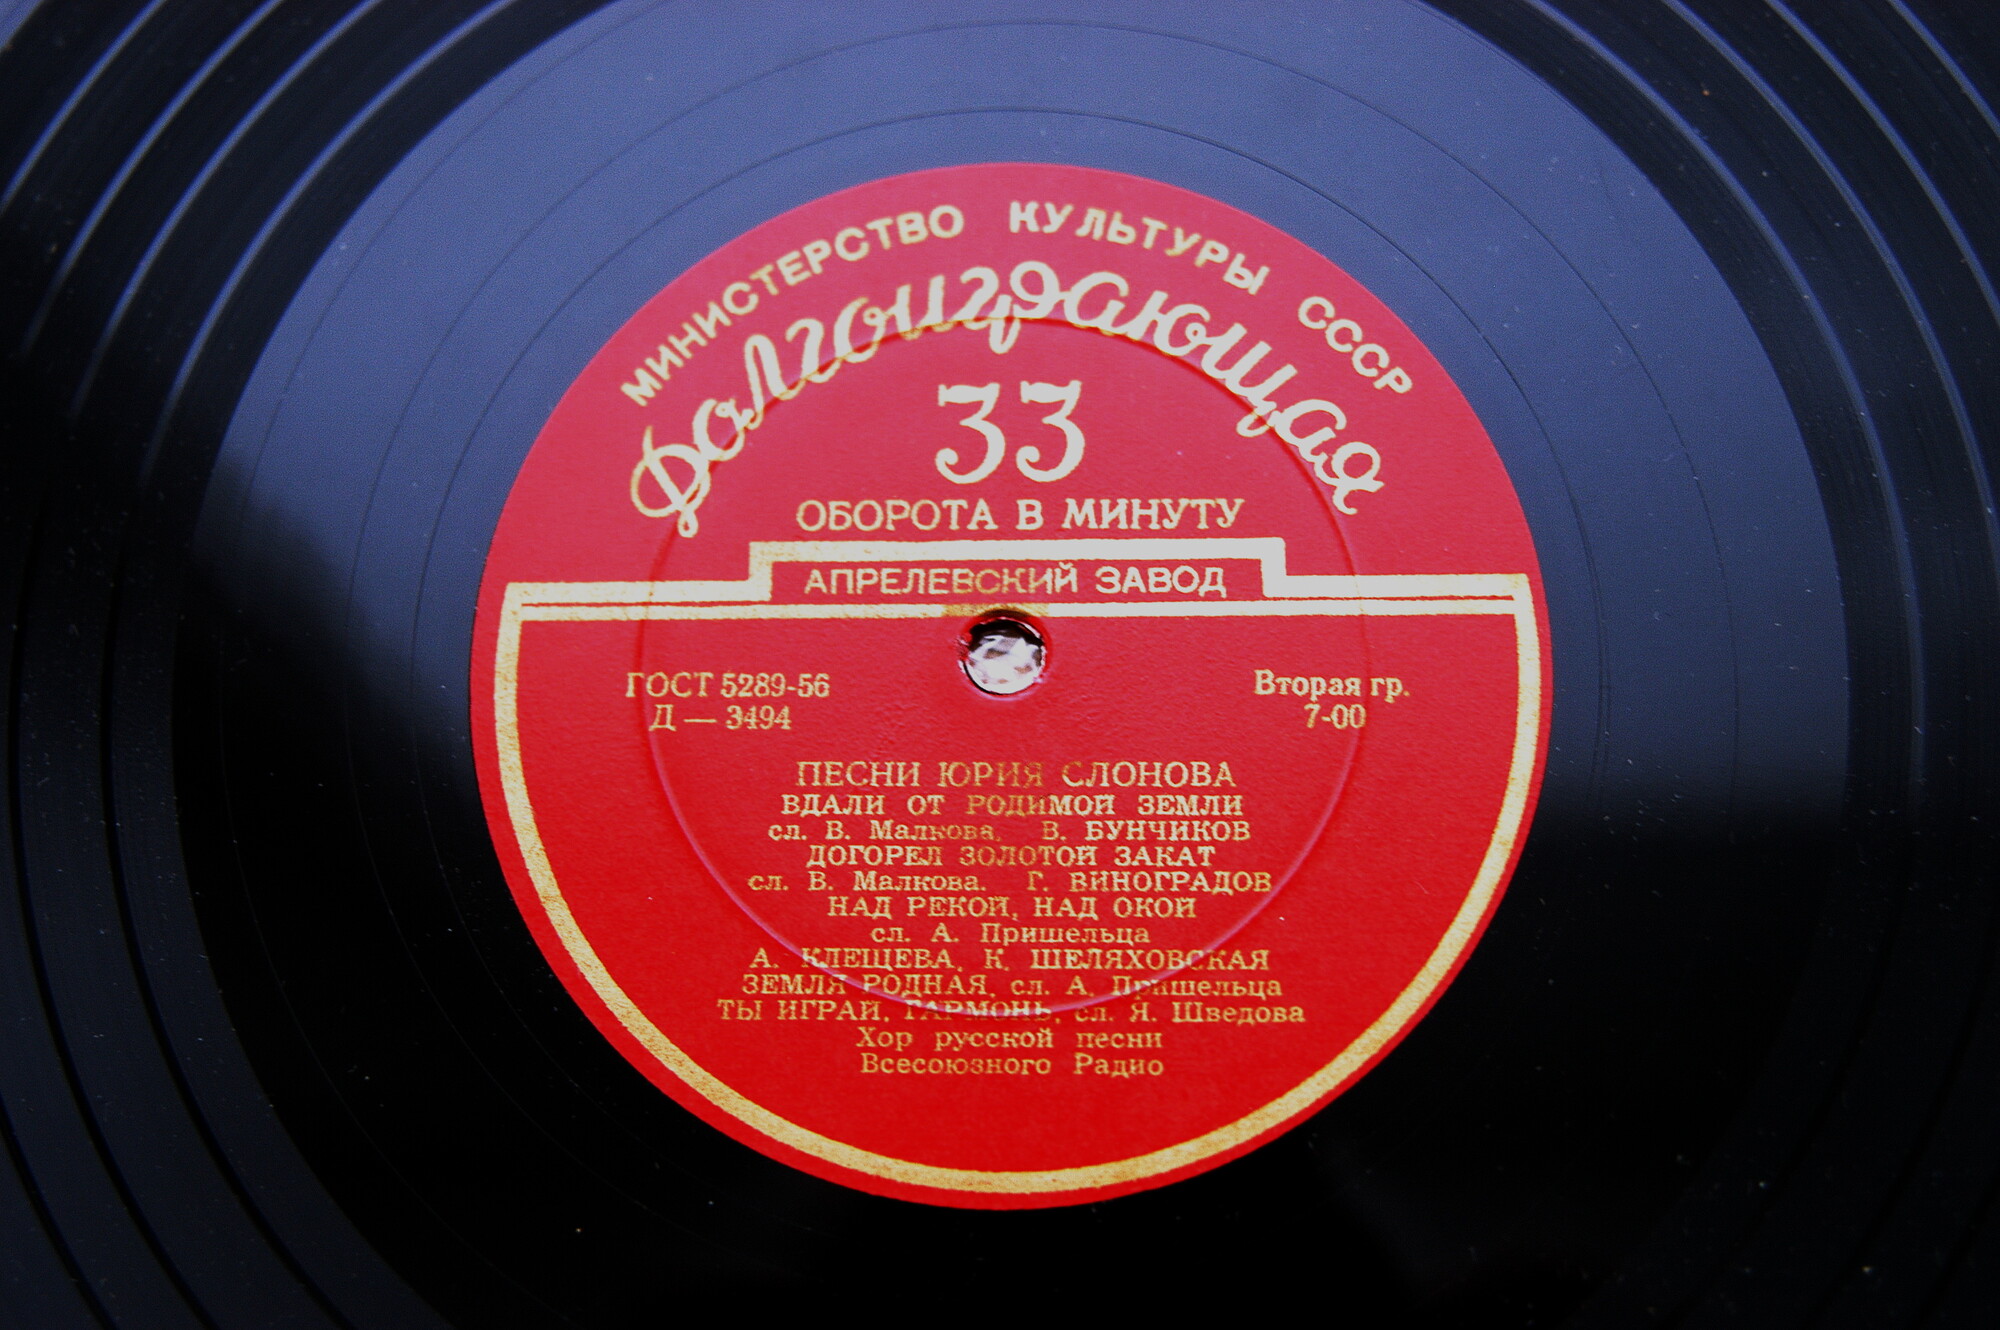 МИНИСТЕРСТВО КУЛЬТУРЫ СССР
Долгоиграющая
33
ОБОРОТА В МИНУТУ
АПРЕЛЕВСКИЙ ЗАВОД
ГОСТ 5289-56
Д — 3494
Вторая гр.
7-00
ПЕСНИ ЮРИЯ СЛОНОВА
ВДАЛИ ОТ РОДИМОЙ ЗЕМЛИ
сл. В. Малкова. В. БУНЧИКОВ
ДОГОРЕЛ ЗОЛОТОЙ ЗАКАТ
сл. В. Малкова. Г. ВИНОГРАДОВ
НАД РЕКОЙ, НАД ОКОЙ
сл. А. Пришельца
А. КЛЕЩЕВА, К. ШЕЛЯХОВСКАЯ
ЗЕМЛЯ РОДНАЯ, сл. А. Пришельца
ТЫ ИГРАЙ, ГАРМОНЬ, сл. Я. Шведова
Хор русской песни
Всесоюзного Радио